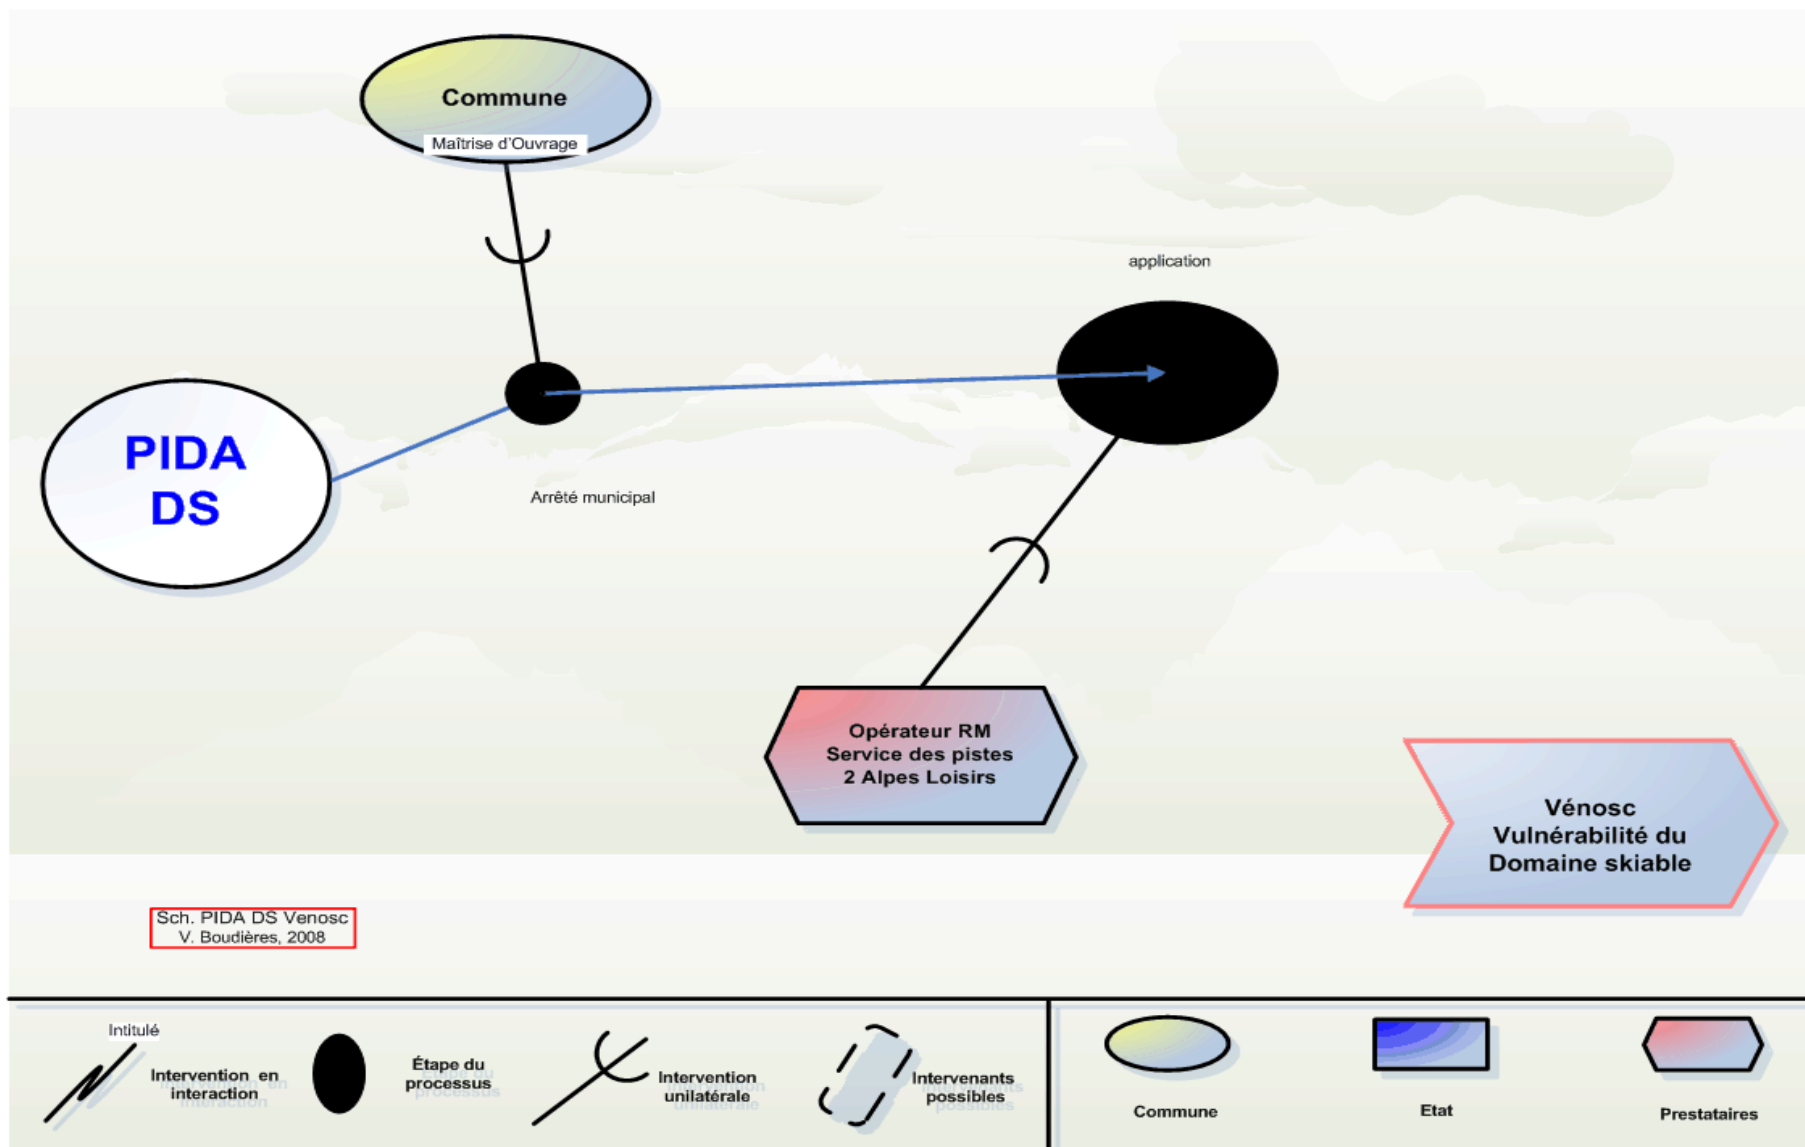 Commune
Maîtrise d'Ouvrage
application
PIDA
DS
Arrêté municipal
Opérateur RM
Service des pistes
2 Alpes Loisirs
Vénosc
Vulnérabilité du
Domaine skiable
Sch. PIDA DS Venosc
V. Boudières, 2008
Intitulé
Intervention en
interaction
Étape du
processus
Intervention
unilatérale
Intervenants
possibles
Commune
Etat
Prestataires